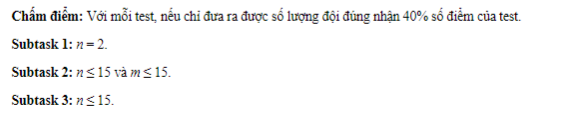 Chấm điểm: Với mỗi test, nếu chỉ đưa ra được số lượng đội đúng nhận 40% số điểm của test.
Subtask 1: n = 2.
Subtask 2: n ≤ 15 và m ≤ 15.
Subtask 3: n ≤ 15.